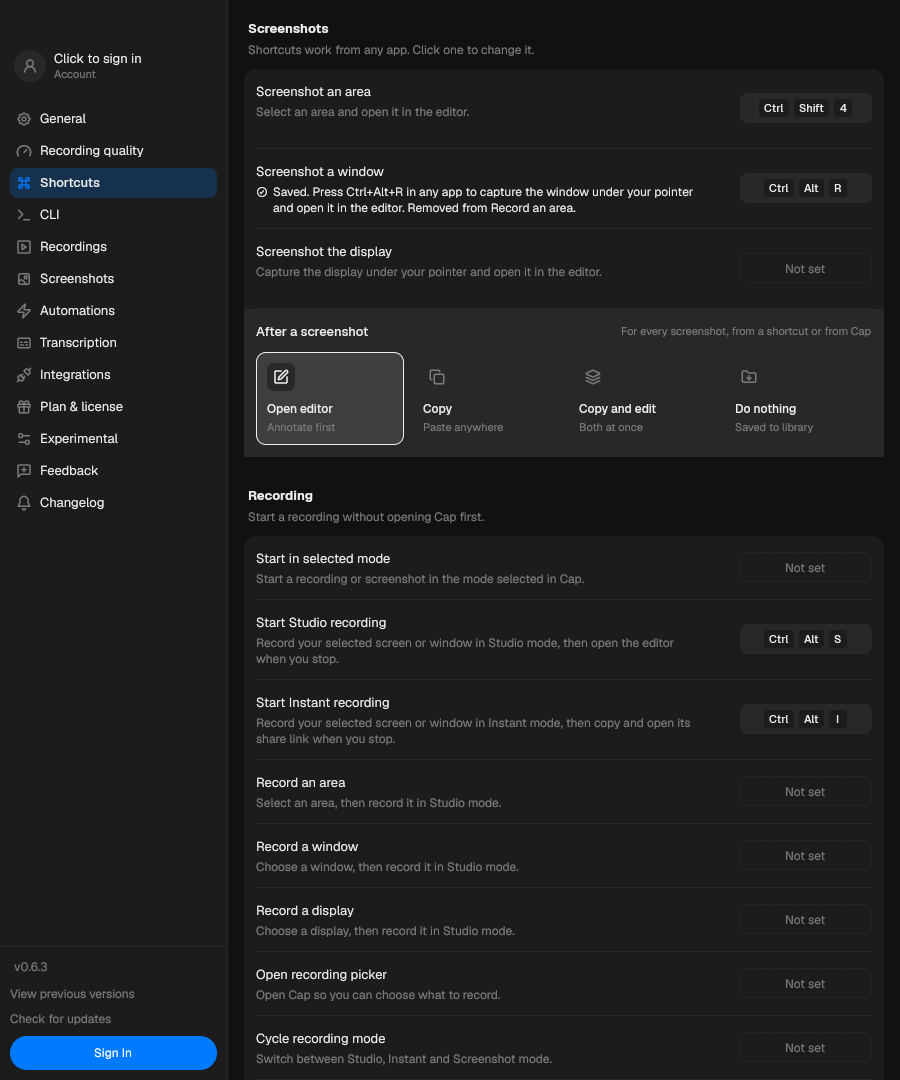 Click to sign in
Account
General
Recording quality
Shortcuts
CLI
Recordings
Screenshots
Automations
Transcription
Integrations
Plan & license
Experimental
Feedback
Changelog
v0.6.3
View previous versions
Check for updates
Sign In
Screenshots
Shortcuts work from any app. Click one to change it.
Screenshot an area
Select an area and open it in the editor.
Ctrl Shift 4
Screenshot a window
Saved. Press Ctrl+Alt+R in any app to capture the window under your pointer
and open it in the editor. Removed from Record an area.
Ctrl Alt R
Screenshot the display
Capture the display under your pointer and open it in the editor.
Not set
After a screenshot
For every screenshot, from a shortcut or from Cap
Open editor
Annotate first
Copy
Paste anywhere
Copy and edit
Both at once
Do nothing
Saved to library
Recording
Start a recording without opening Cap first.
Start in selected mode
Start a recording or screenshot in the mode selected in Cap.
Not set
Start Studio recording
Record your selected screen or window in Studio mode, then open the editor
when you stop.
Ctrl Alt S
Start Instant recording
Record your selected screen or window in Instant mode, then copy and open its
share link when you stop.
Ctrl Alt I
Record an area
Select an area, then record it in Studio mode.
Not set
Record a window
Choose a window, then record it in Studio mode.
Not set
Record a display
Choose a display, then record it in Studio mode.
Not set
Open recording picker
Open Cap so you can choose what to record.
Not set
Cycle recording mode
Switch between Studio, Instant and Screenshot mode.
Not set